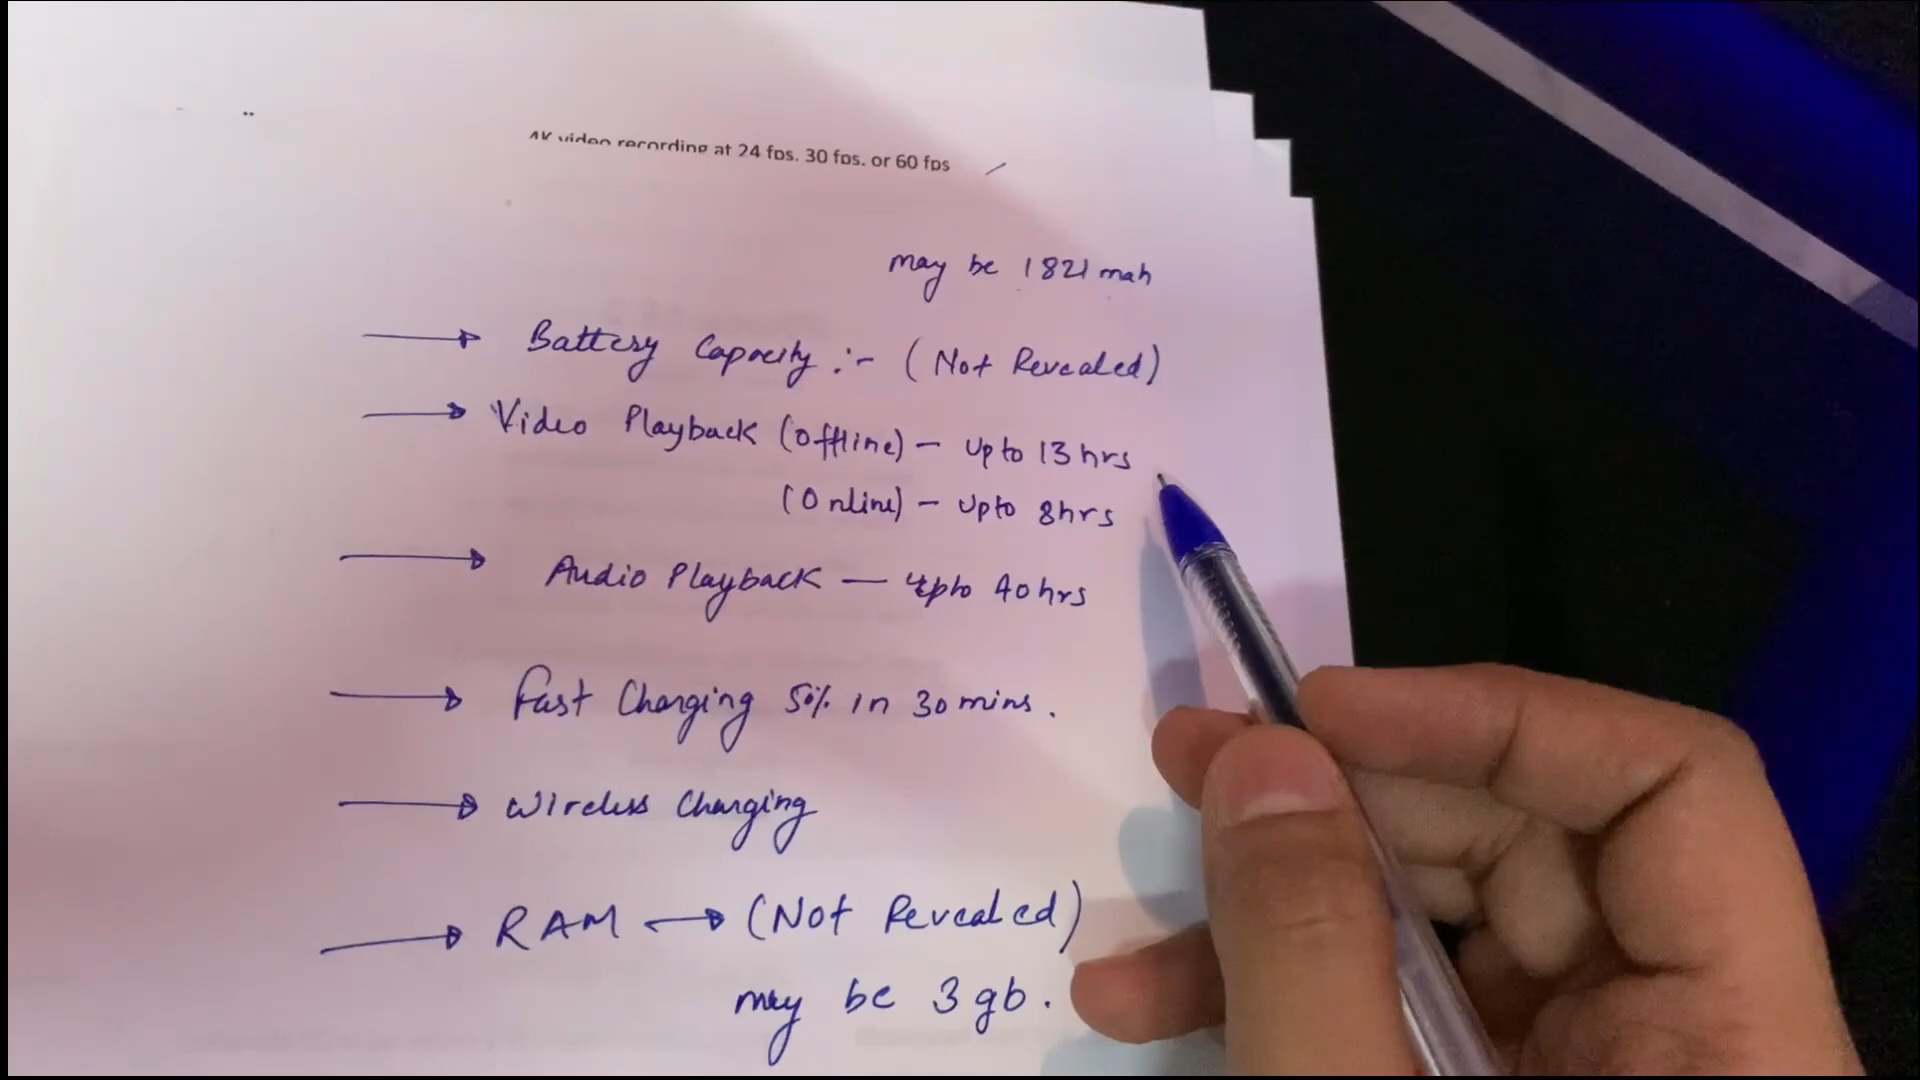 4K video recording at 24 fps, 30 fps, or 60 fps
may be 1821 mah
Battery Capacity :- (Not Revealed)
Video Playback (Offline) - Upto 13 hrs
(Online) - Upto 8hrs
Audio Playback - Upto 40 hrs
Fast Charging 50% in 30 mins.
Wireless Charging
RAM (Not Revealed)
may be 3 gb.